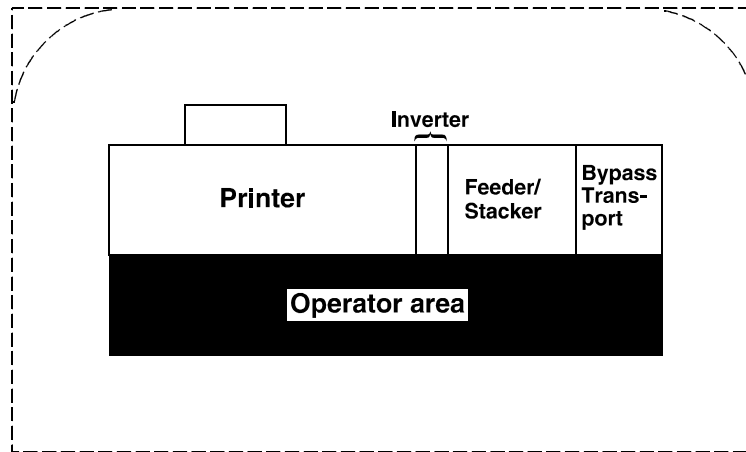 Inverter
Printer
Feeder/
Stacker
Bypass
Trans-
port
Operator area